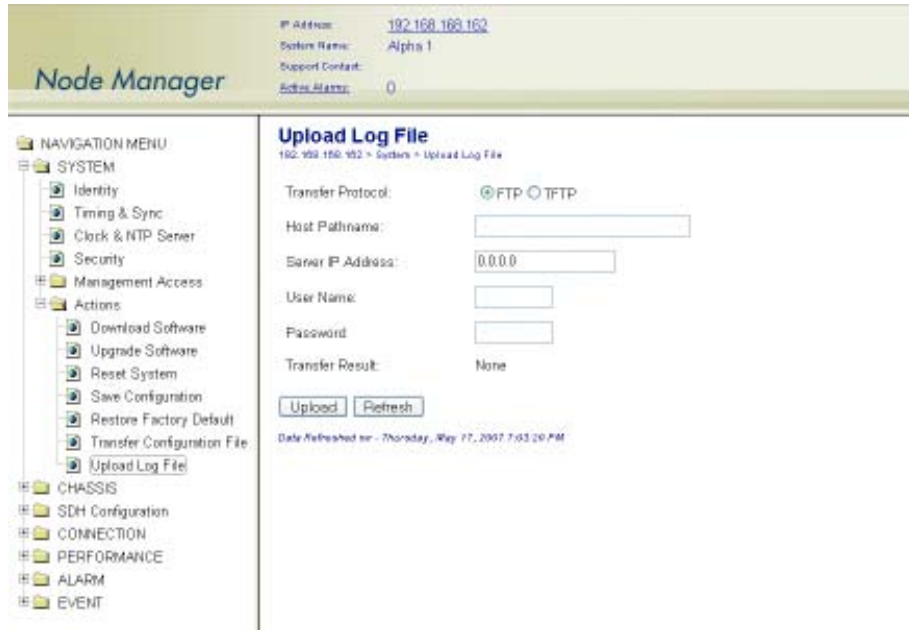 Node Manager
IP Address: 192.168.168.162
System Name: Alpha 1
Support Contact:
Active Alarms: 0
NAVIGATION MENU
SYSTEM
Identity
Timing & Sync
Clock & NTP Server
Security
Management Access
Actions
Download Software
Upgrade Software
Reset System
Save Configuration
Restore Factory Default
Transfer Configuration File
Upload Log File
CHASSIS
SDH Configuration
CONNECTION
PERFORMANCE
ALARM
EVENT
Upload Log File
192.168.168.162 > System > Upload Log File
Transfer Protocol: FTP TFTP
Host Pathname:
Server IP Address: 0.0.0.0
User Name:
Password:
Transfer Result: None
Upload Refresh
Data Refreshed on - Thursday, May 17, 2007 7:03:20 PM